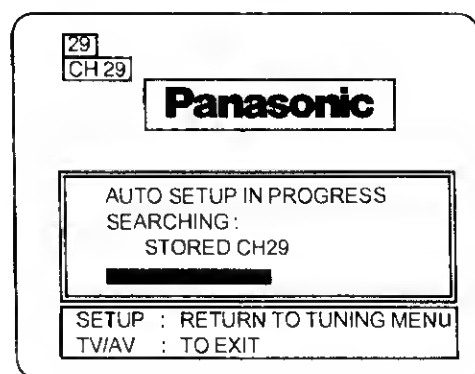 29
CH 29
Panasonic
AUTO SETUP IN PROGRESS
SEARCHING :
STORED CH29
SETUP : RETURN TO TUNING MENU
TV/AV : TO EXIT